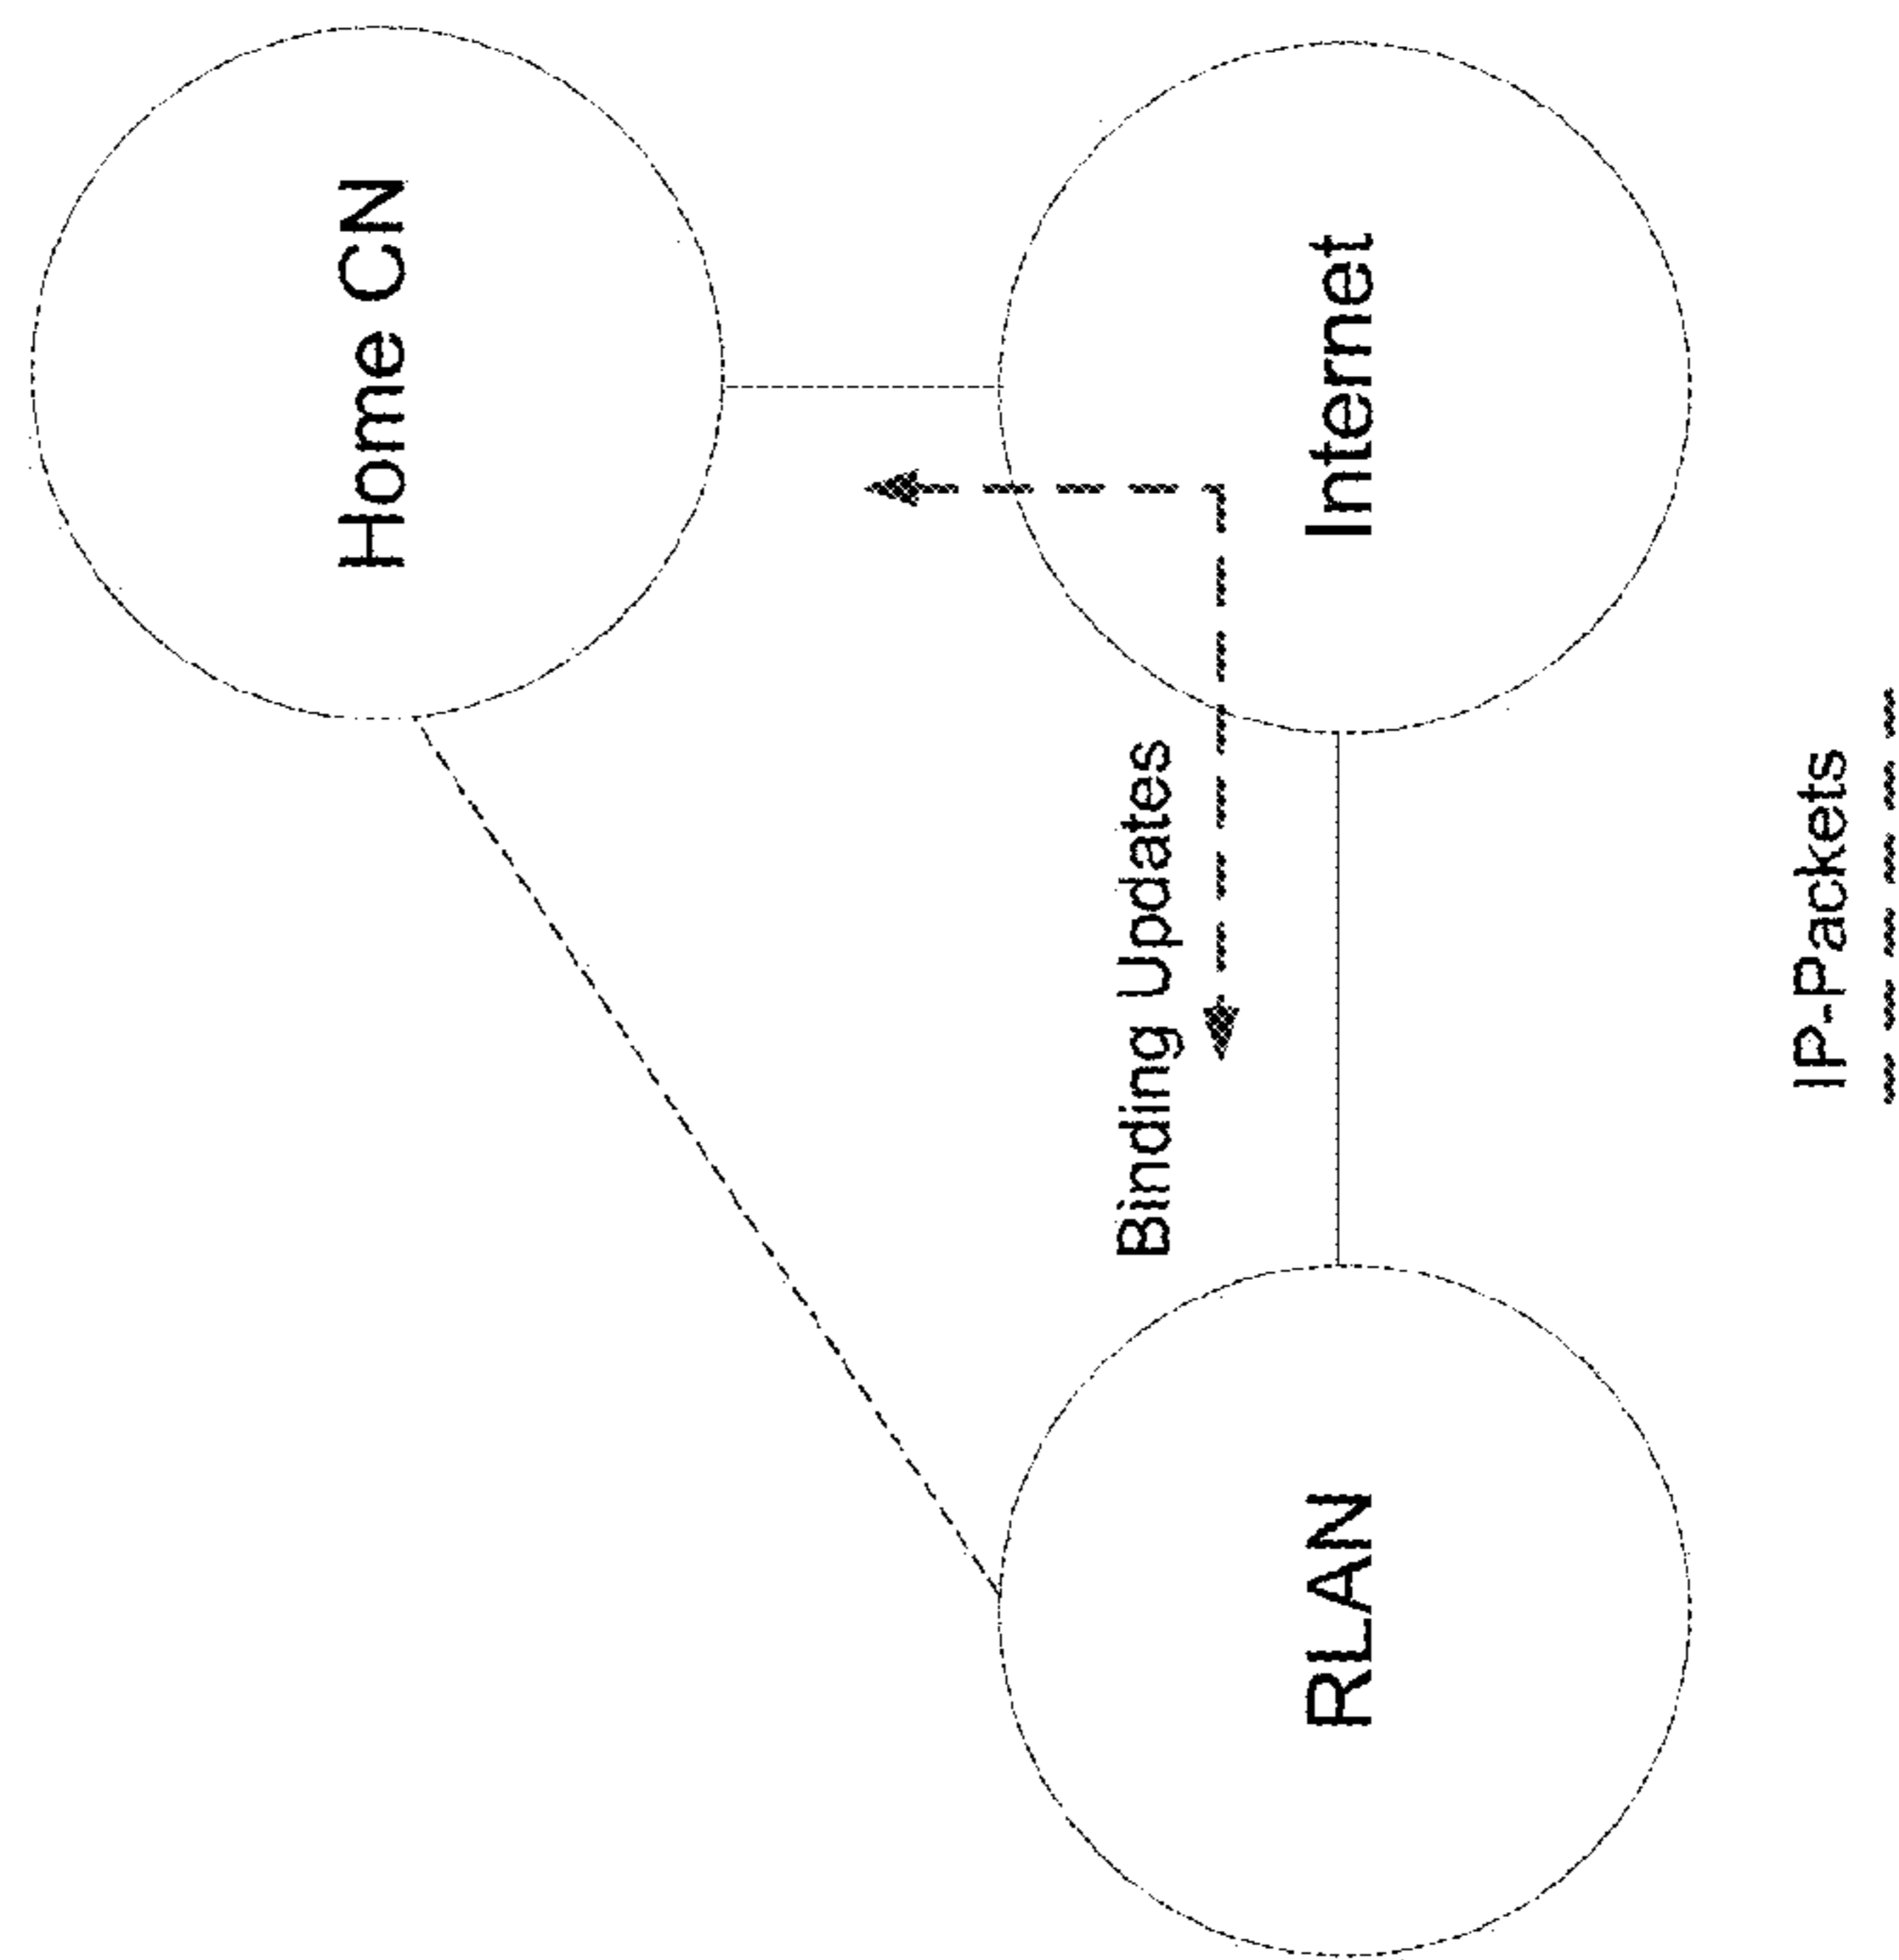 Home CN
Binding Updates
RLAN
Internet
IP-Packets